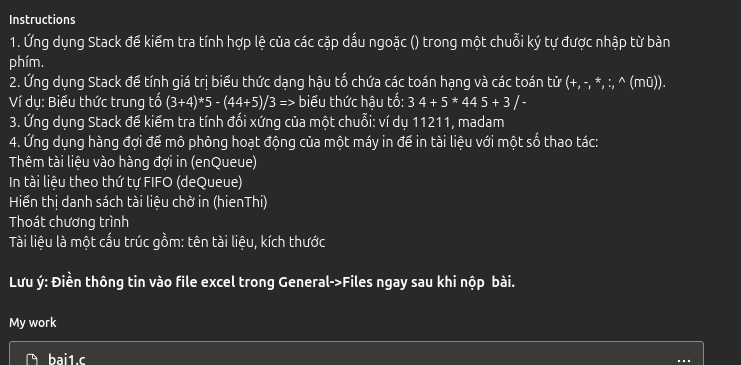 Instructions
1. Ứng dụng Stack để kiểm tra tính hợp lệ của các cặp dấu ngoặc () trong một chuỗi ký tự được nhập từ bàn
phím.
2. Ứng dụng Stack để tính giá trị biểu thức dạng hậu tố chứa các toán hạng và các toán tử (+, -, *, :, ^ (mũ)).
Ví dụ: Biểu thức trung tố (3+4)*5 - (44+5)/3 => biểu thức hậu tố: 3 4 + 5 * 44 5 + 3 / -
3. Ứng dụng Stack để kiểm tra tính đối xứng của một chuỗi: ví dụ 11211, madam
4. Ứng dụng hàng đợi để mô phỏng hoạt động của một máy in để in tài liệu với một số thao tác:
Thêm tài liệu vào hàng đợi in (enQueue)
In tài liệu theo thứ tự FIFO (deQueue)
Hiển thị danh sách tài liệu chờ in (hienThi)
Thoát chương trình
Tài liệu là một cấu trúc gồm: tên tài liệu, kích thước
Lưu ý: Điền thông tin vào file excel trong General->Files ngay sau khi nộp bài.
My work
bai1.c ...